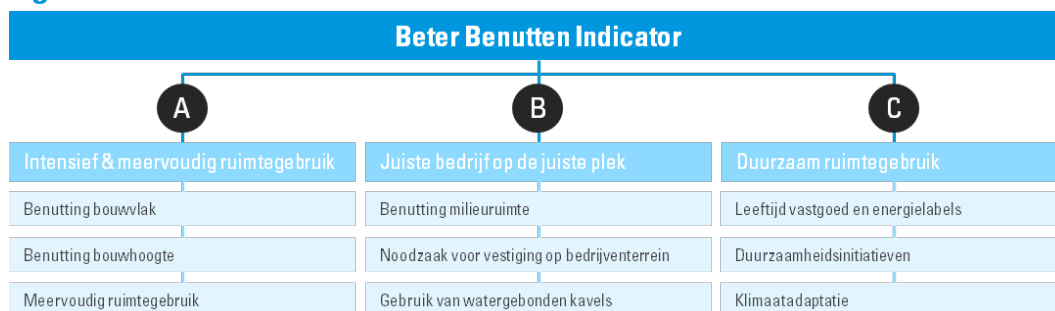 Beter Benutten Indicator
A
B
C
Intensief & meervoudig ruimtegebruik
Juiste bedrijf op de juiste plek
Duurzaam ruimtegebruik
Benutting bouwvlak
Benutting milieuruimte
Leeftijd vastgoed en energielabels
Benutting bouwhoogte
Noodzaak voor vestiging op bedrijventerrein
Duurzaamheidsinitiatieven
Meervoudig ruimtegebruik
Gebruik van watergebonden kavels
Klimaatadaptatie